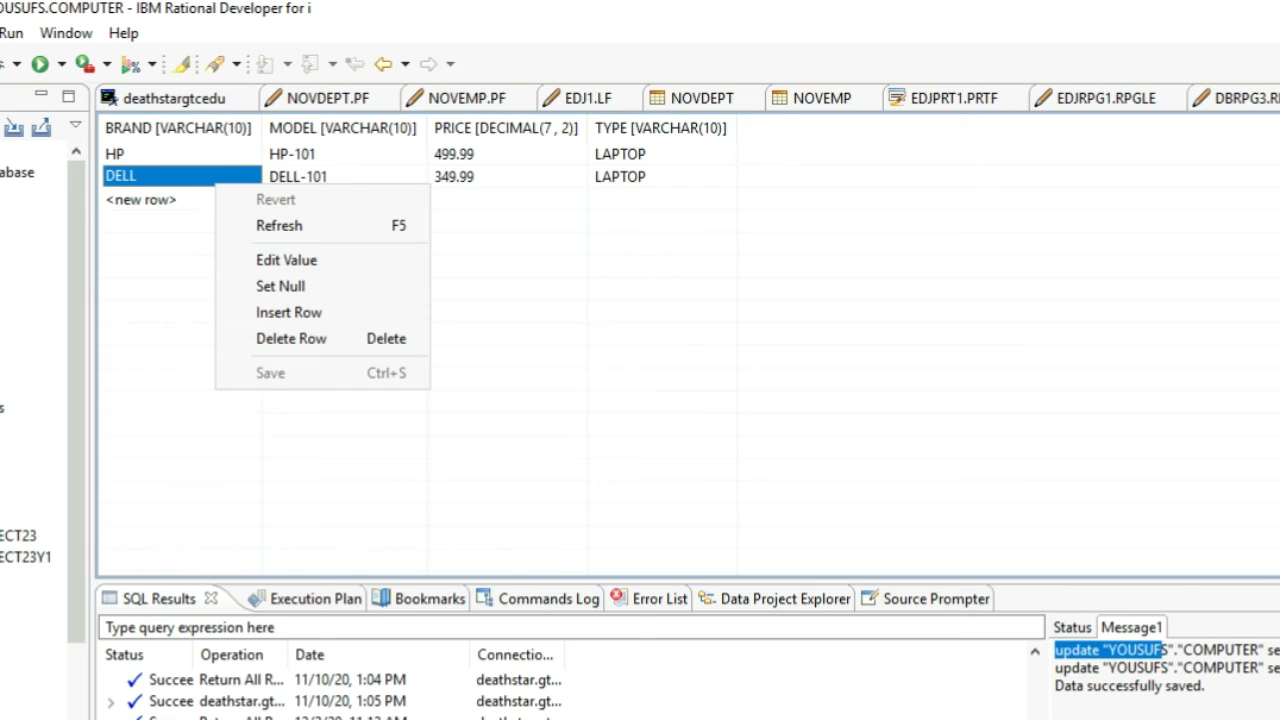 OUSUFS.COMPUTER - IBM Rational Developer for i
Run Window Help
deathstargtcedu NOVDEPT.PF NOVEMP.PF EDJ1.LF NOVDEPT NOVEMP EDJPRT1.PRTF EDJRPG1.RPGLE DBRPG3.R
BRAND [VARCHAR(10)] MODEL [VARCHAR(10)] PRICE [DECIMAL(7 , 2)] TYPE [VARCHAR(10)]
HP HP-101 499.99 LAPTOP
abase
DELL DELL-101 349.99 LAPTOP
<new row>
Revert
Refresh F5
Edit Value
Set Null
Insert Row
Delete Row Delete
Save Ctrl+S
s
ECT23
ECT23Y1
SQL Results Execution Plan Bookmarks Commands Log Error List Data Project Explorer Source Prompter
Type query expression here
Status Message1
Status Operation Date Connectio...
update "YOUSUFS"."COMPUTER" se
update "YOUSUFS"."COMPUTER" se
Data successfully saved.
Succee Return All R... 11/10/20, 1:04 PM deathstar.gt...
Succee deathstar.gt... 11/10/20, 1:05 PM deathstar.gt...